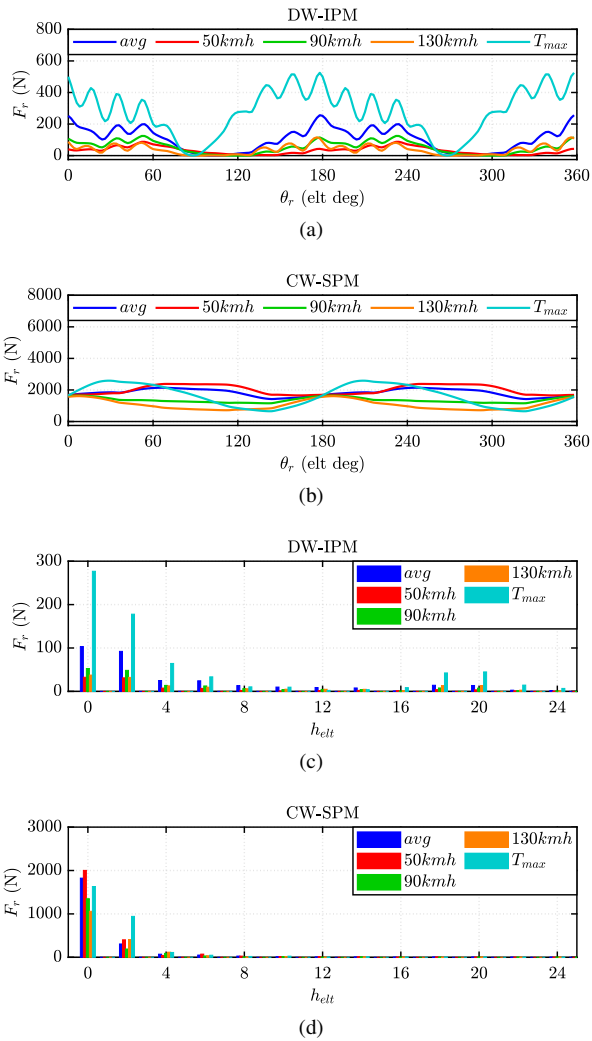 DW-IPM
avg 50kmh 90kmh 130kmh T_max
800
600
400
200
0
F_r (N)
0 60 120 180 240 300 360
θ_r (elt deg)
(a)
CW-SPM
avg 50kmh 90kmh 130kmh T_max
8000
6000
4000
2000
0
F_r (N)
0 60 120 180 240 300 360
θ_r (elt deg)
(b)
DW-IPM
avg 130kmh
50kmh T_max
90kmh
300
200
100
0
F_r (N)
0 4 8 12 16 20 24
h_elt
(c)
CW-SPM
avg 130kmh
50kmh T_max
90kmh
3000
2000
1000
0
F_r (N)
0 4 8 12 16 20 24
h_elt
(d)